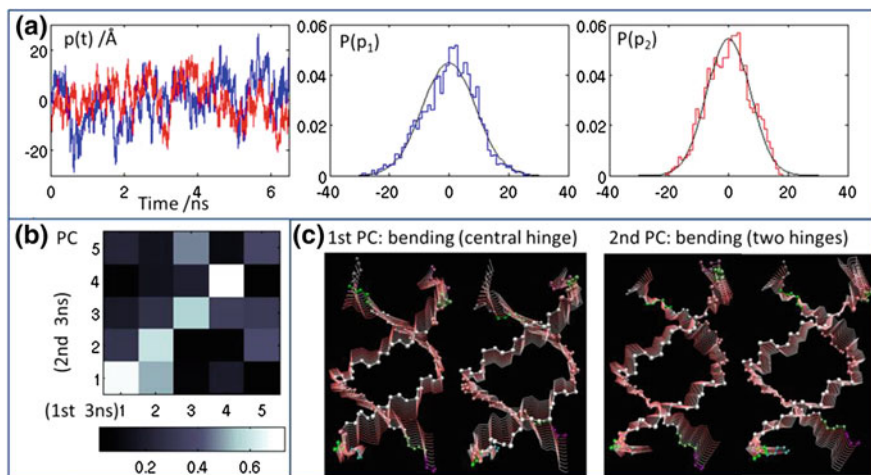 (a) p(t) /Å
20
0
-20
0 2 4 6
Time /ns
P(p1)
0.06
0.04
0.02
0
-40 -20 0 20 40
P(p2)
0.06
0.04
0.02
0
-40 -20 0 20 40
(b) PC
(2nd 3ns)
5
4
3
2
1
(1st 3ns) 1 2 3 4 5
0.2 0.4 0.6
(c) 1st PC: bending (central hinge)
2nd PC: bending (two hinges)